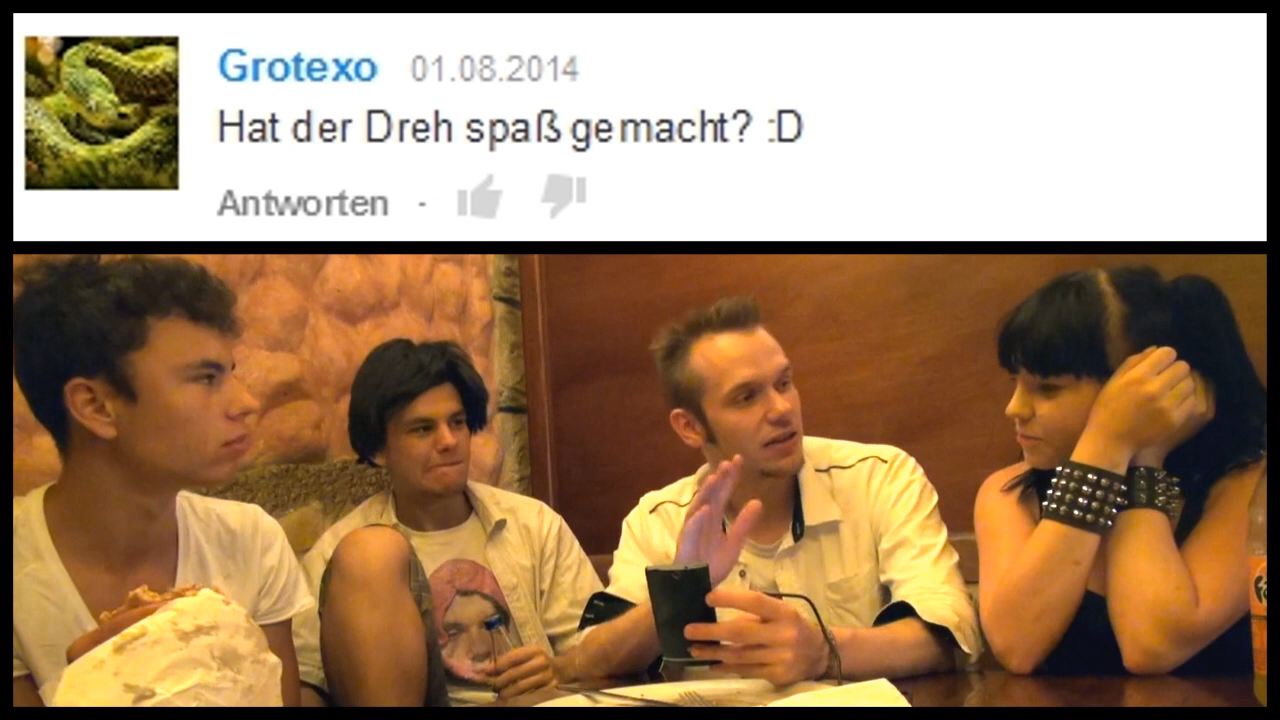 Grotexo 01.08.2014
Hat der Dreh spaß gemacht? :D
Antworten ·